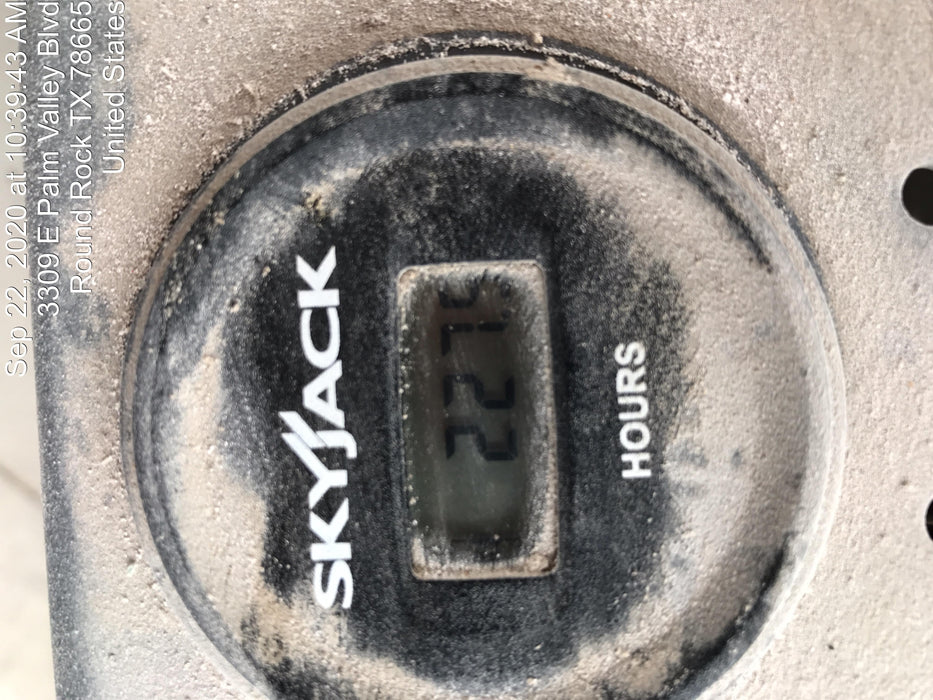 Sep 22, 2020 at 10:39:43 AM
3309 E Palm Valley Blvd
Round Rock TX 78665
United States
SKYJACK
227
HOURS